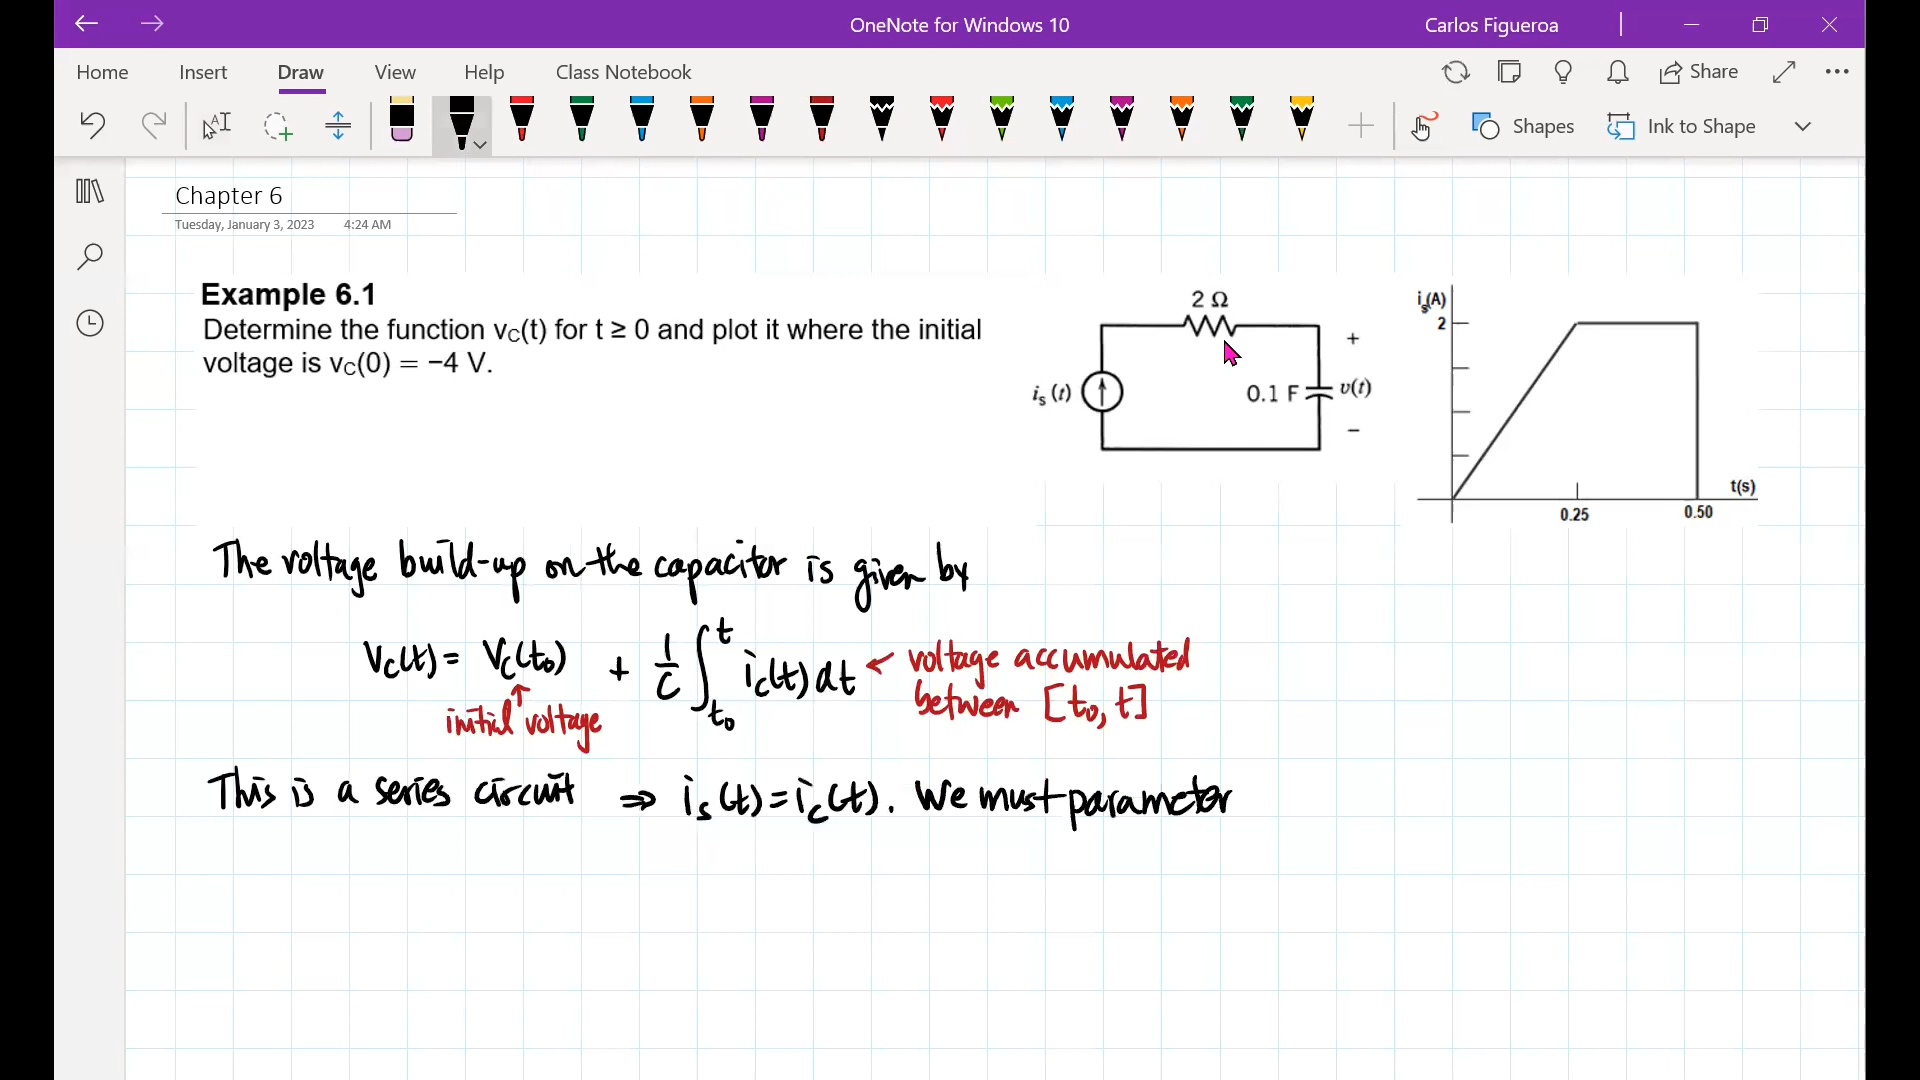 OneNote for Windows 10
Carlos Figueroa
Home Insert Draw View Help Class Notebook
Share
Shapes
Ink to Shape
Chapter 6
Tuesday, January 3, 2023 4:24 AM
Example 6.1
Determine the function vC(t) for t ≥ 0 and plot it where the initial
voltage is vC(0) = −4 V.
2 Ω
+
is (t)
0.1 F
v(t)
−
is(A)
2
t(s)
0.25
0.50
The voltage build-up on the capacitor is given by
Vc(t) = Vc(t0) + 1/C ∫t0^t ic(t) dt ← voltage accumulated
between [t0, t]
↑
initial voltage
This is a series circuit ⇒ is(t) = ic(t). We must parameter